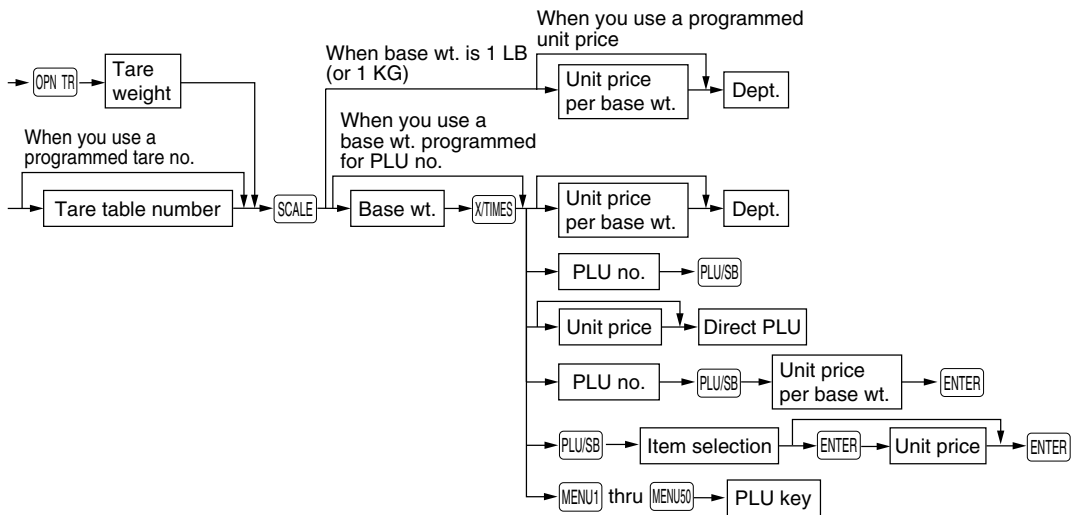 When you use a programmed
unit price
When base wt. is 1 LB
(or 1 KG)
OPN TR
Tare
weight
Unit price
per base wt.
Dept.
When you use a
base wt. programmed
for PLU no.
When you use a
programmed tare no.
Tare table number
SCALE
Base wt.
X/TIMES
Unit price
per base wt.
Dept.
PLU no.
PLU/SB
Unit price
Direct PLU
PLU no.
PLU/SB
Unit price
per base wt.
ENTER
PLU/SB
Item selection
ENTER
Unit price
ENTER
MENU1 thru MENU50
PLU key